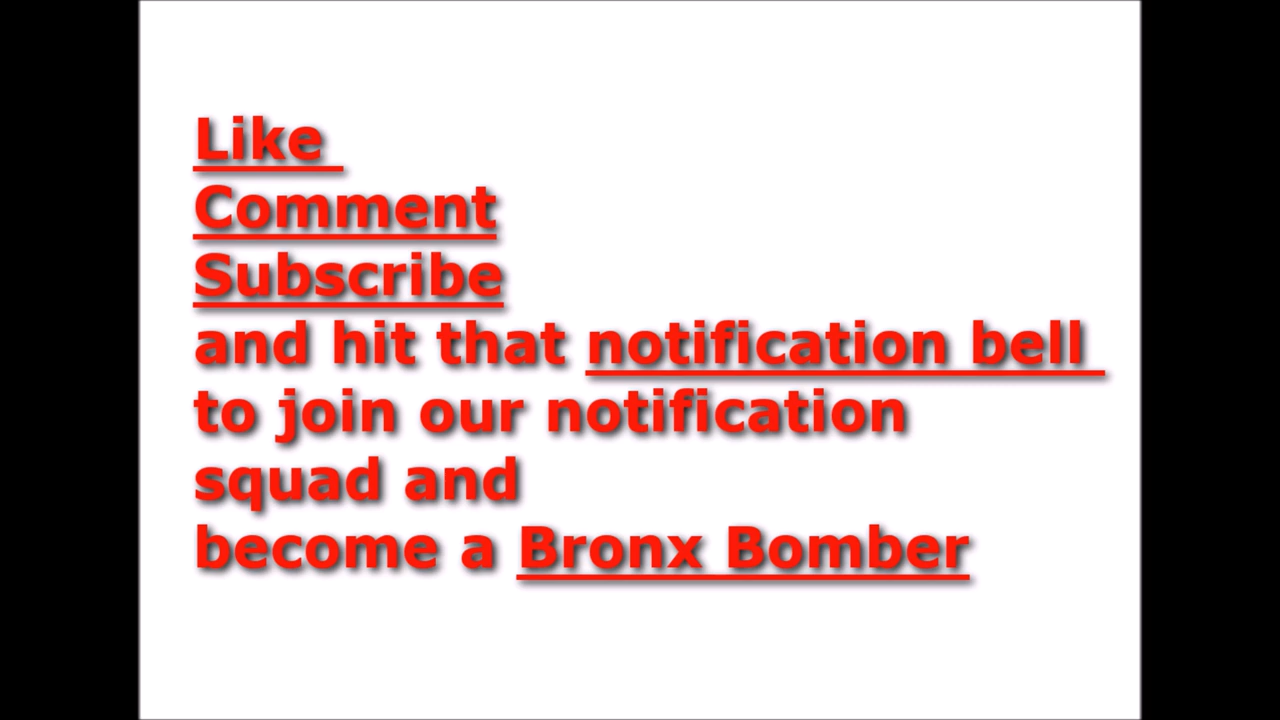 Like
Comment
Subscribe
and hit that notification bell
to join our notification
squad and
become a Bronx Bomber